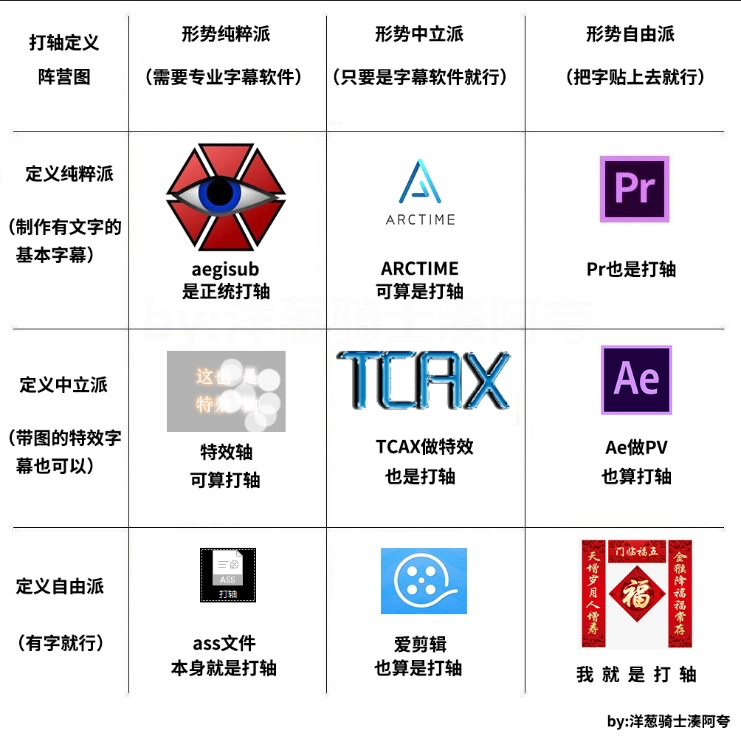 打轴定义
阵营图
形势纯粹派
（需要专业字幕软件）
形势中立派
（只要是字幕软件就行）
形势自由派
（把字贴上去就行）
定义纯粹派
（制作有文字的
基本字幕）
aegisub
是正统打轴
ARCTIME
ARCTIME
可算是打轴
Pr
Pr也是打轴
by:洋葱骑士湊阿夸
定义中立派
（带图的特效字
幕也可以）
这也是
特效
特效轴
可算打轴
TCAX
TCAX做特效
也是打轴
Ae
Ae做PV
也算打轴
定义自由派
（有字就行）
ASS
打轴
ass文件
本身就是打轴
爱剪辑
也算是打轴
门临福五
天增岁月人增寿
福
金猴降福福常存
我就是打轴
by:洋葱骑士湊阿夸